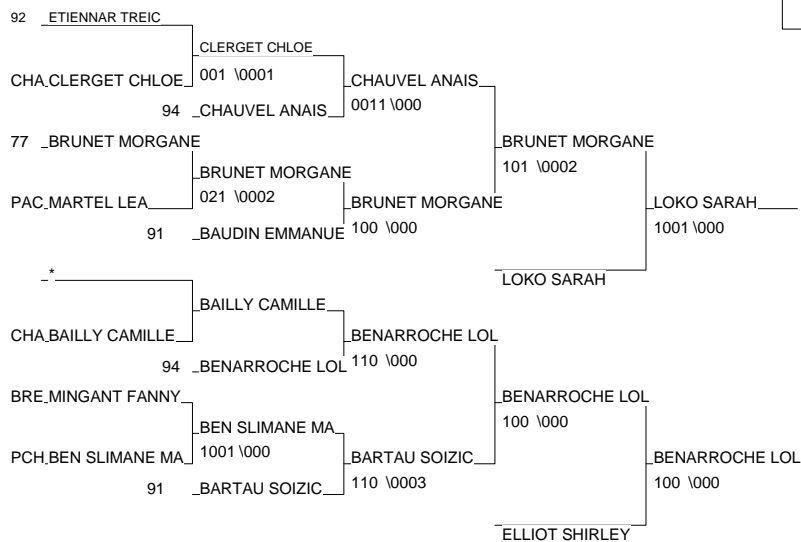 92 ETIENNAR TREIC
CLERGET CHLOE
CHA CLERGET CHLOE 001 \0001 CHAUVEL ANAIS
94 CHAUVEL ANAIS 0011 \000
77 BRUNET MORGANE BRUNET MORGANE
BRUNET MORGANE 101 \0002
PAC MARTEL LEA 021 \0002 BRUNET MORGANE LOKO SARAH
91 BAUDIN EMMANUE 100 \000 1001 \000
* LOKO SARAH
BAILLY CAMILLE
CHA BAILLY CAMILLE BENARROCHE LOL
94 BENARROCHE LOL 110 \000
BRE MINGANT FANNY BENARROCHE LOL
BEN SLIMANE MA 100 \000
PCH BEN SLIMANE MA 1001 \000 BARTAU SOIZIC BENARROCHE LOL
91 BARTAU SOIZIC 110 \0003 100 \000
ELLIOT SHIRLEY